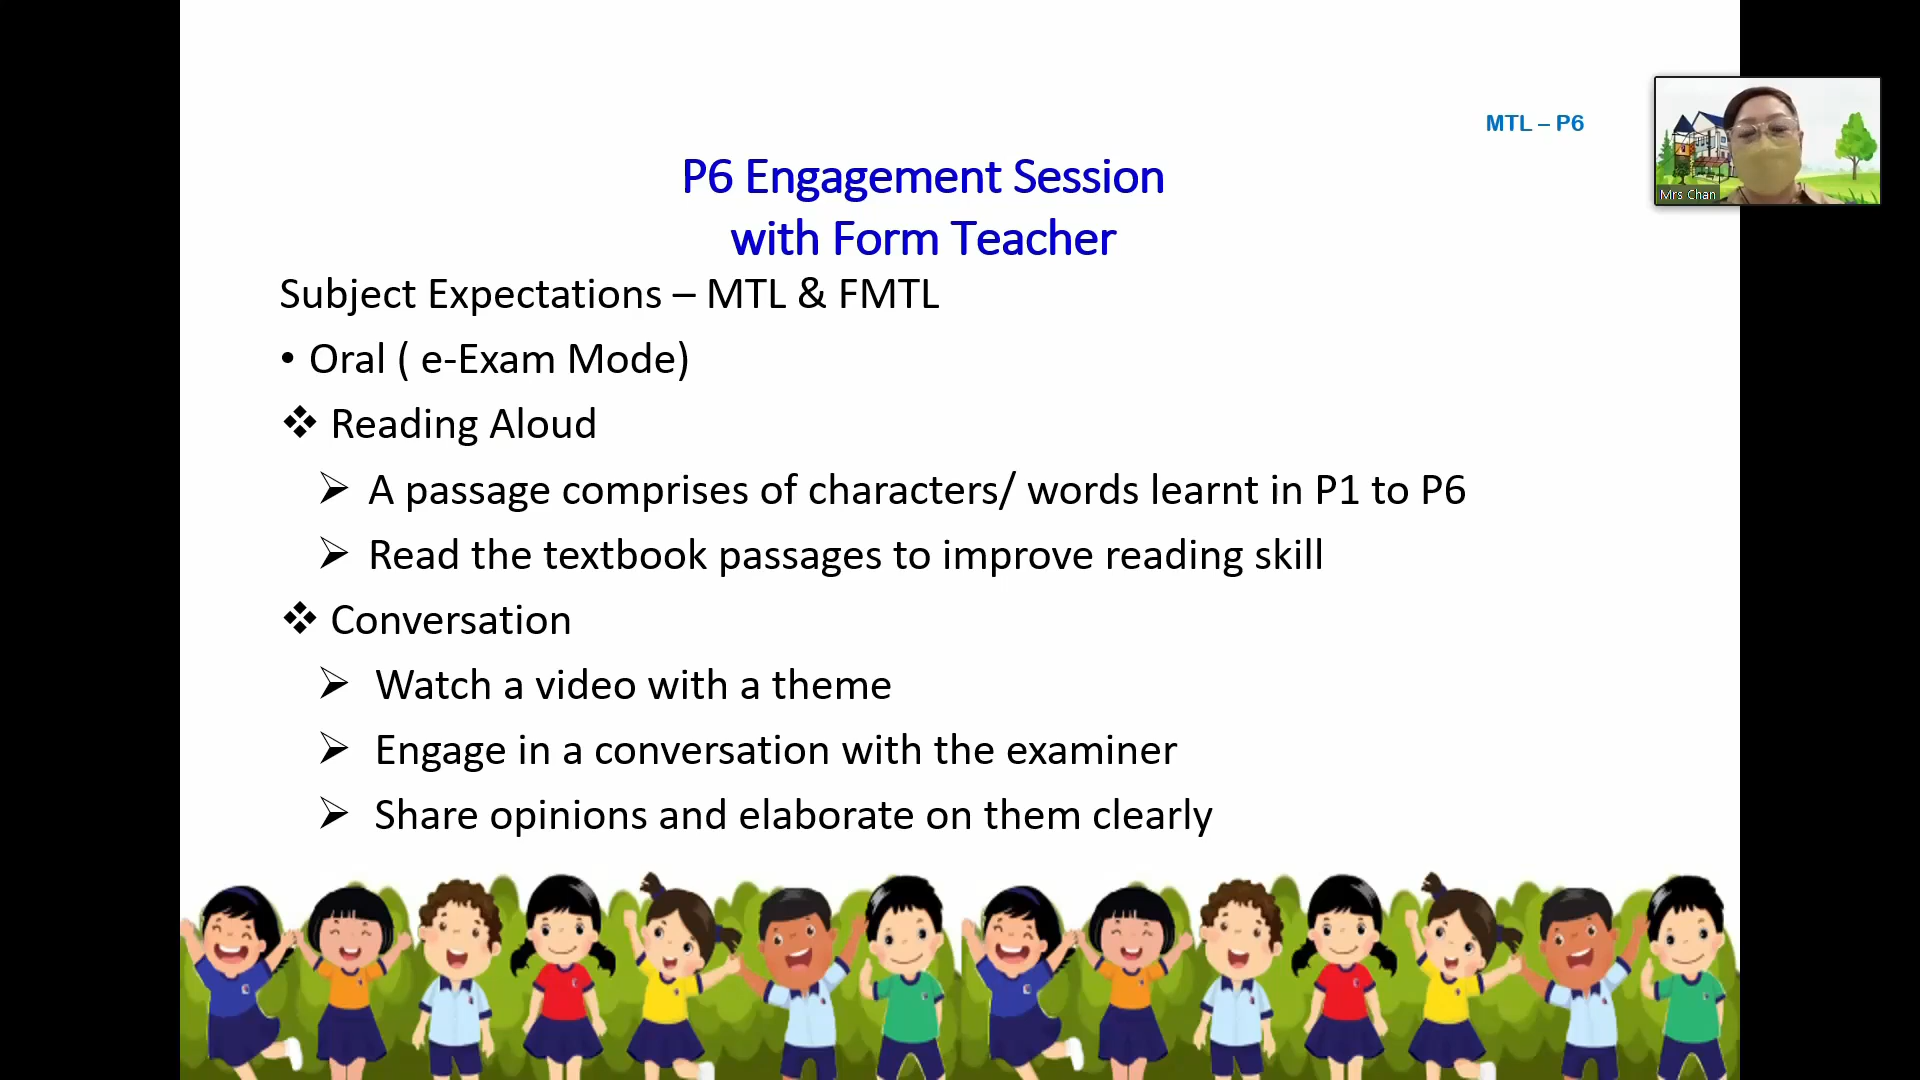 MTL – P6
Mrs Chan
P6 Engagement Session
with Form Teacher
Subject Expectations – MTL & FMTL
• Oral ( e-Exam Mode)
❖ Reading Aloud
➢ A passage comprises of characters/ words learnt in P1 to P6
➢ Read the textbook passages to improve reading skill
❖ Conversation
➢ Watch a video with a theme
➢ Engage in a conversation with the examiner
➢ Share opinions and elaborate on them clearly